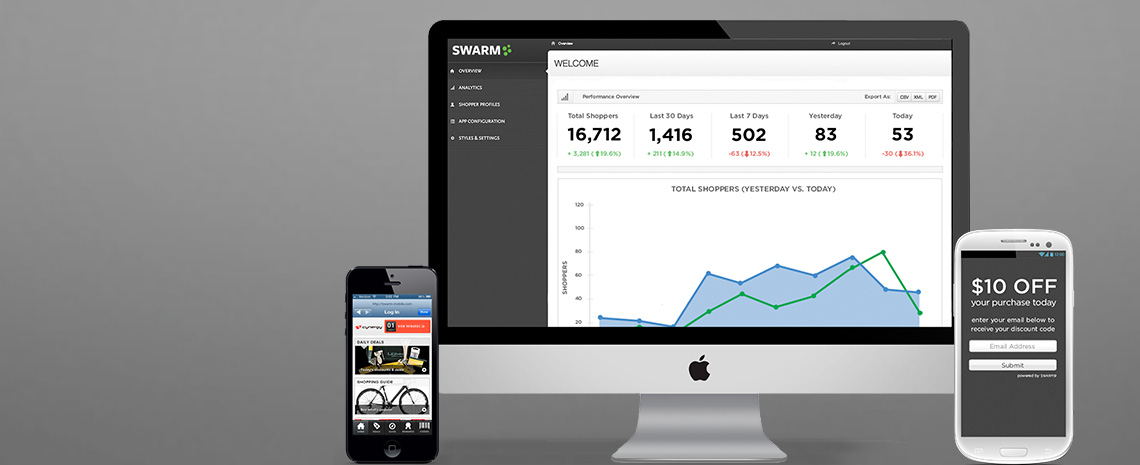 SWARM
Overview
Logout
OVERVIEW
ANALYTICS
SHOPPER PROFILES
APP CONFIGURATION
STYLES & SETTINGS
WELCOME
Performance Overview
Export As: CSV XML PDF
Total Shoppers
16,712
+ 3,281 (19.6%)
Last 30 Days
1,416
+ 211 (14.9%)
Last 7 Days
502
-63 (12.5%)
Yesterday
83
+ 12 (19.6%)
Today
53
-30 (36.1%)
TOTAL SHOPPERS (YESTERDAY VS. TODAY)
SHOPPERS
120
100
80
60
40
20
Log In
cynergy
01
DAILY DEALS
SHOPPING GUIDE
$10 OFF
your purchase today
enter your email below to
receive your discount code
Email Address
Submit
powered by swarm